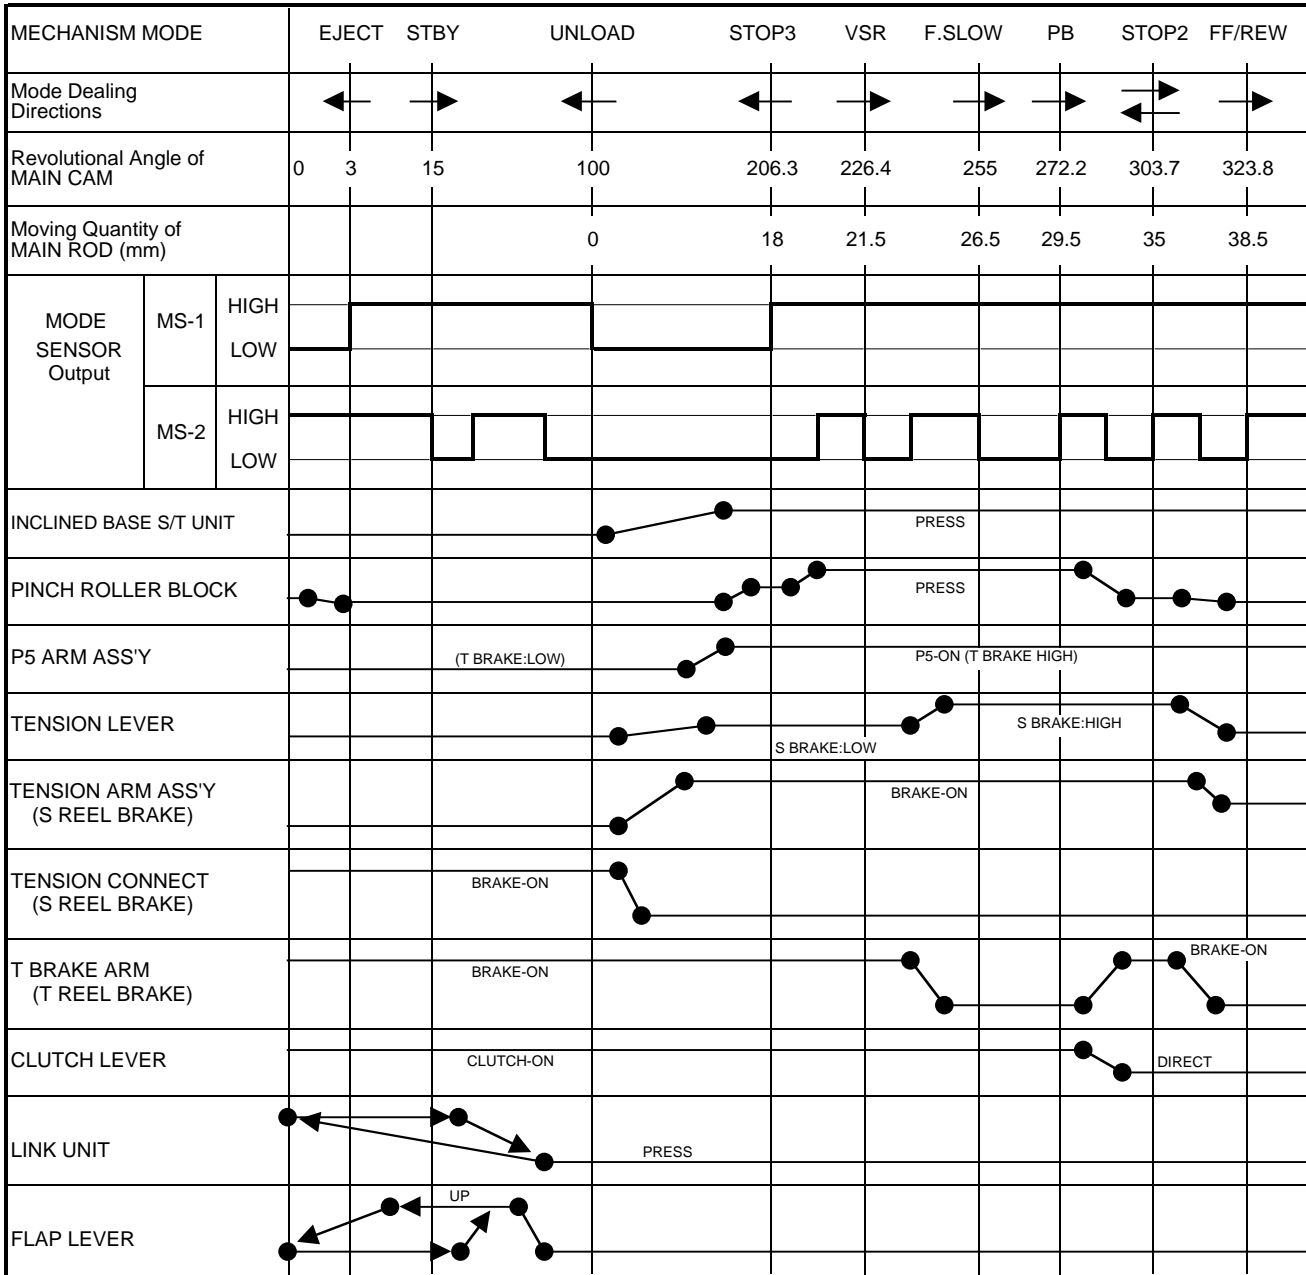 MECHANISM MODE EJECT STBY UNLOAD STOP3 VSR F.SLOW PB STOP2 FF/REW
Mode Dealing
Directions
Revolutional Angle of
MAIN CAM
0 3 15 100 206.3 226.4 255 272.2 303.7 323.8
Moving Quantity of
MAIN ROD (mm)
0 18 21.5 26.5 29.5 35 38.5
MODE
SENSOR
Output
MS-1
HIGH
LOW
MS-2
HIGH
LOW
INCLINED BASE S/T UNIT
PRESS
PINCH ROLLER BLOCK
PRESS
P5 ARM ASS'Y
(T BRAKE:LOW)
P5-ON (T BRAKE HIGH)
TENSION LEVER
S BRAKE:LOW
S BRAKE:HIGH
TENSION ARM ASS'Y
(S REEL BRAKE)
BRAKE-ON
TENSION CONNECT
(S REEL BRAKE)
BRAKE-ON
T BRAKE ARM
(T REEL BRAKE)
BRAKE-ON
BRAKE-ON
CLUTCH LEVER
CLUTCH-ON
DIRECT
LINK UNIT
PRESS
FLAP LEVER
UP